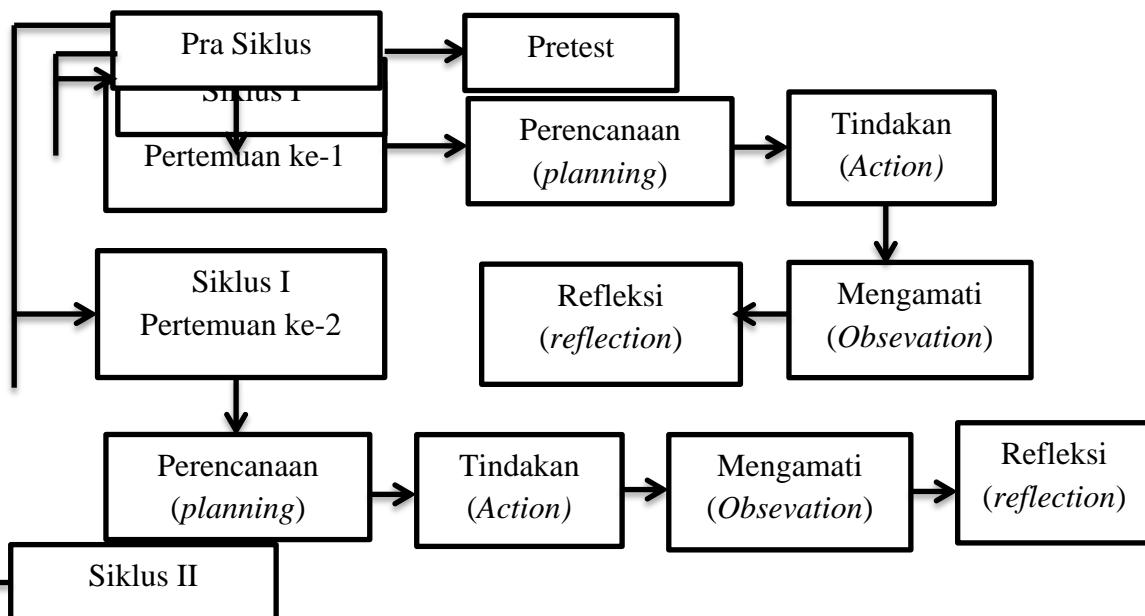 Pra Siklus
Pretest
Siklus I
Pertemuan ke-1
Perencanaan
(planning)
Tindakan
(Action)
Siklus I
Pertemuan ke-2
Refleksi
(reflection)
Mengamati
(Obsevation)
Perencanaan
(planning)
Tindakan
(Action)
Mengamati
(Obsevation)
Refleksi
(reflection)
Siklus II